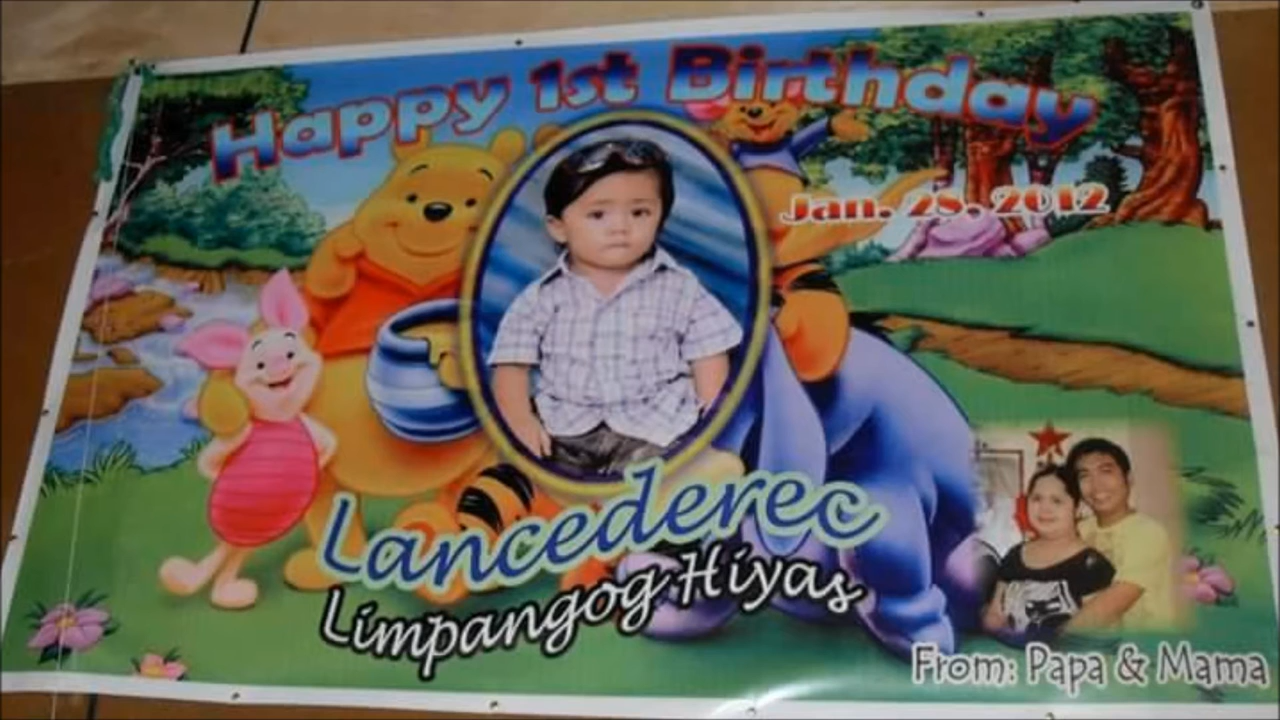 Happy 1st Birthday
Jan. 28, 2012
Lancederec
Limpangog Hiyas
From: Papa & Mama